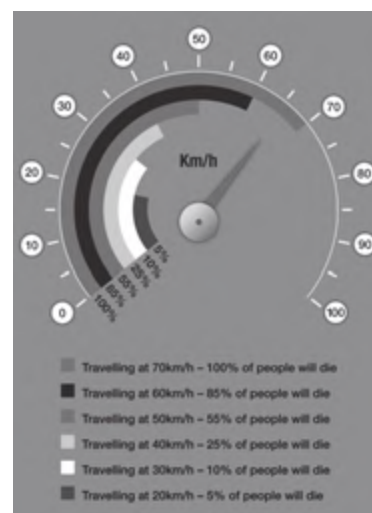 50
40
60
30
70
Km/h
20
80
10
90
0
100
5%
10%
25%
55%
85%
100%
Travelling at 70km/h – 100% of people will die
Travelling at 60km/h – 85% of people will die
Travelling at 50km/h – 55% of people will die
Travelling at 40km/h – 25% of people will die
Travelling at 30km/h – 10% of people will die
Travelling at 20km/h – 5% of people will die